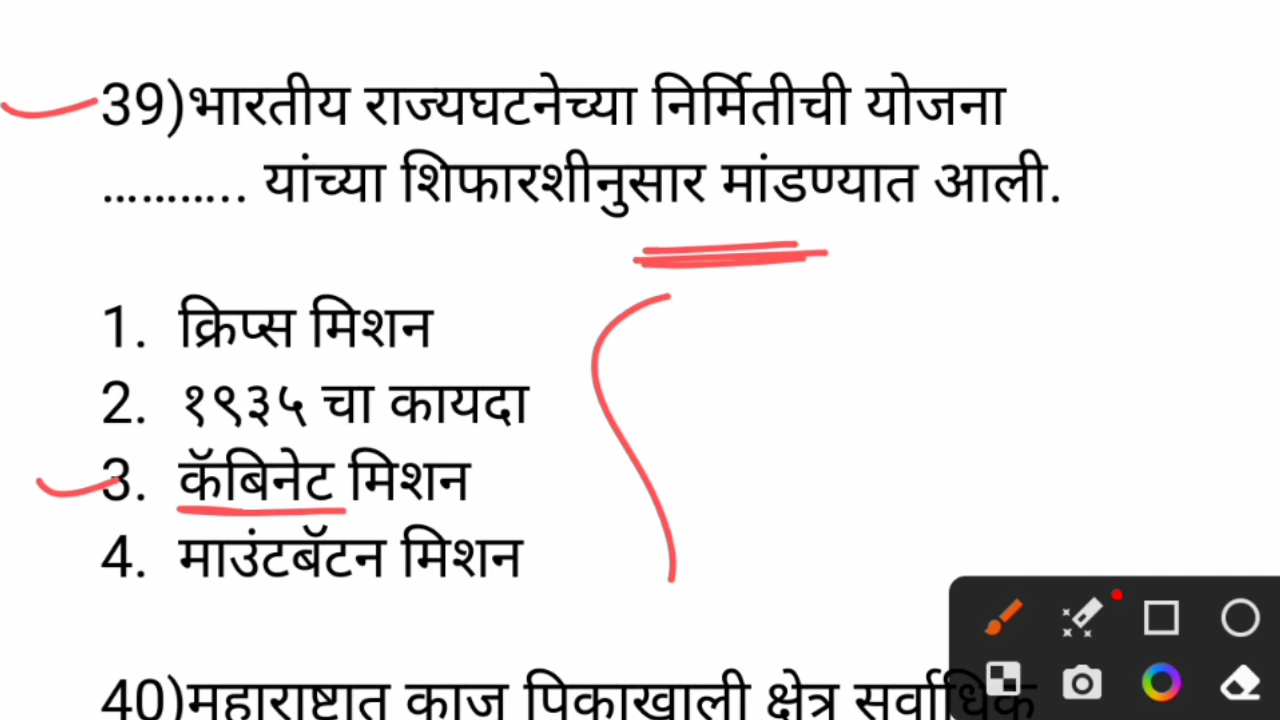 39)भारतीय राज्यघटनेच्या निर्मितीची योजना
……….. यांच्या शिफारशीनुसार मांडण्यात आली.
1. क्रिप्स मिशन
2. १९३५ चा कायदा
3. कॅबिनेट मिशन
4. माउंटबॅटन मिशन
40)महाराष्टात काजू पिकाखाली क्षेत्र सर्वाधिक